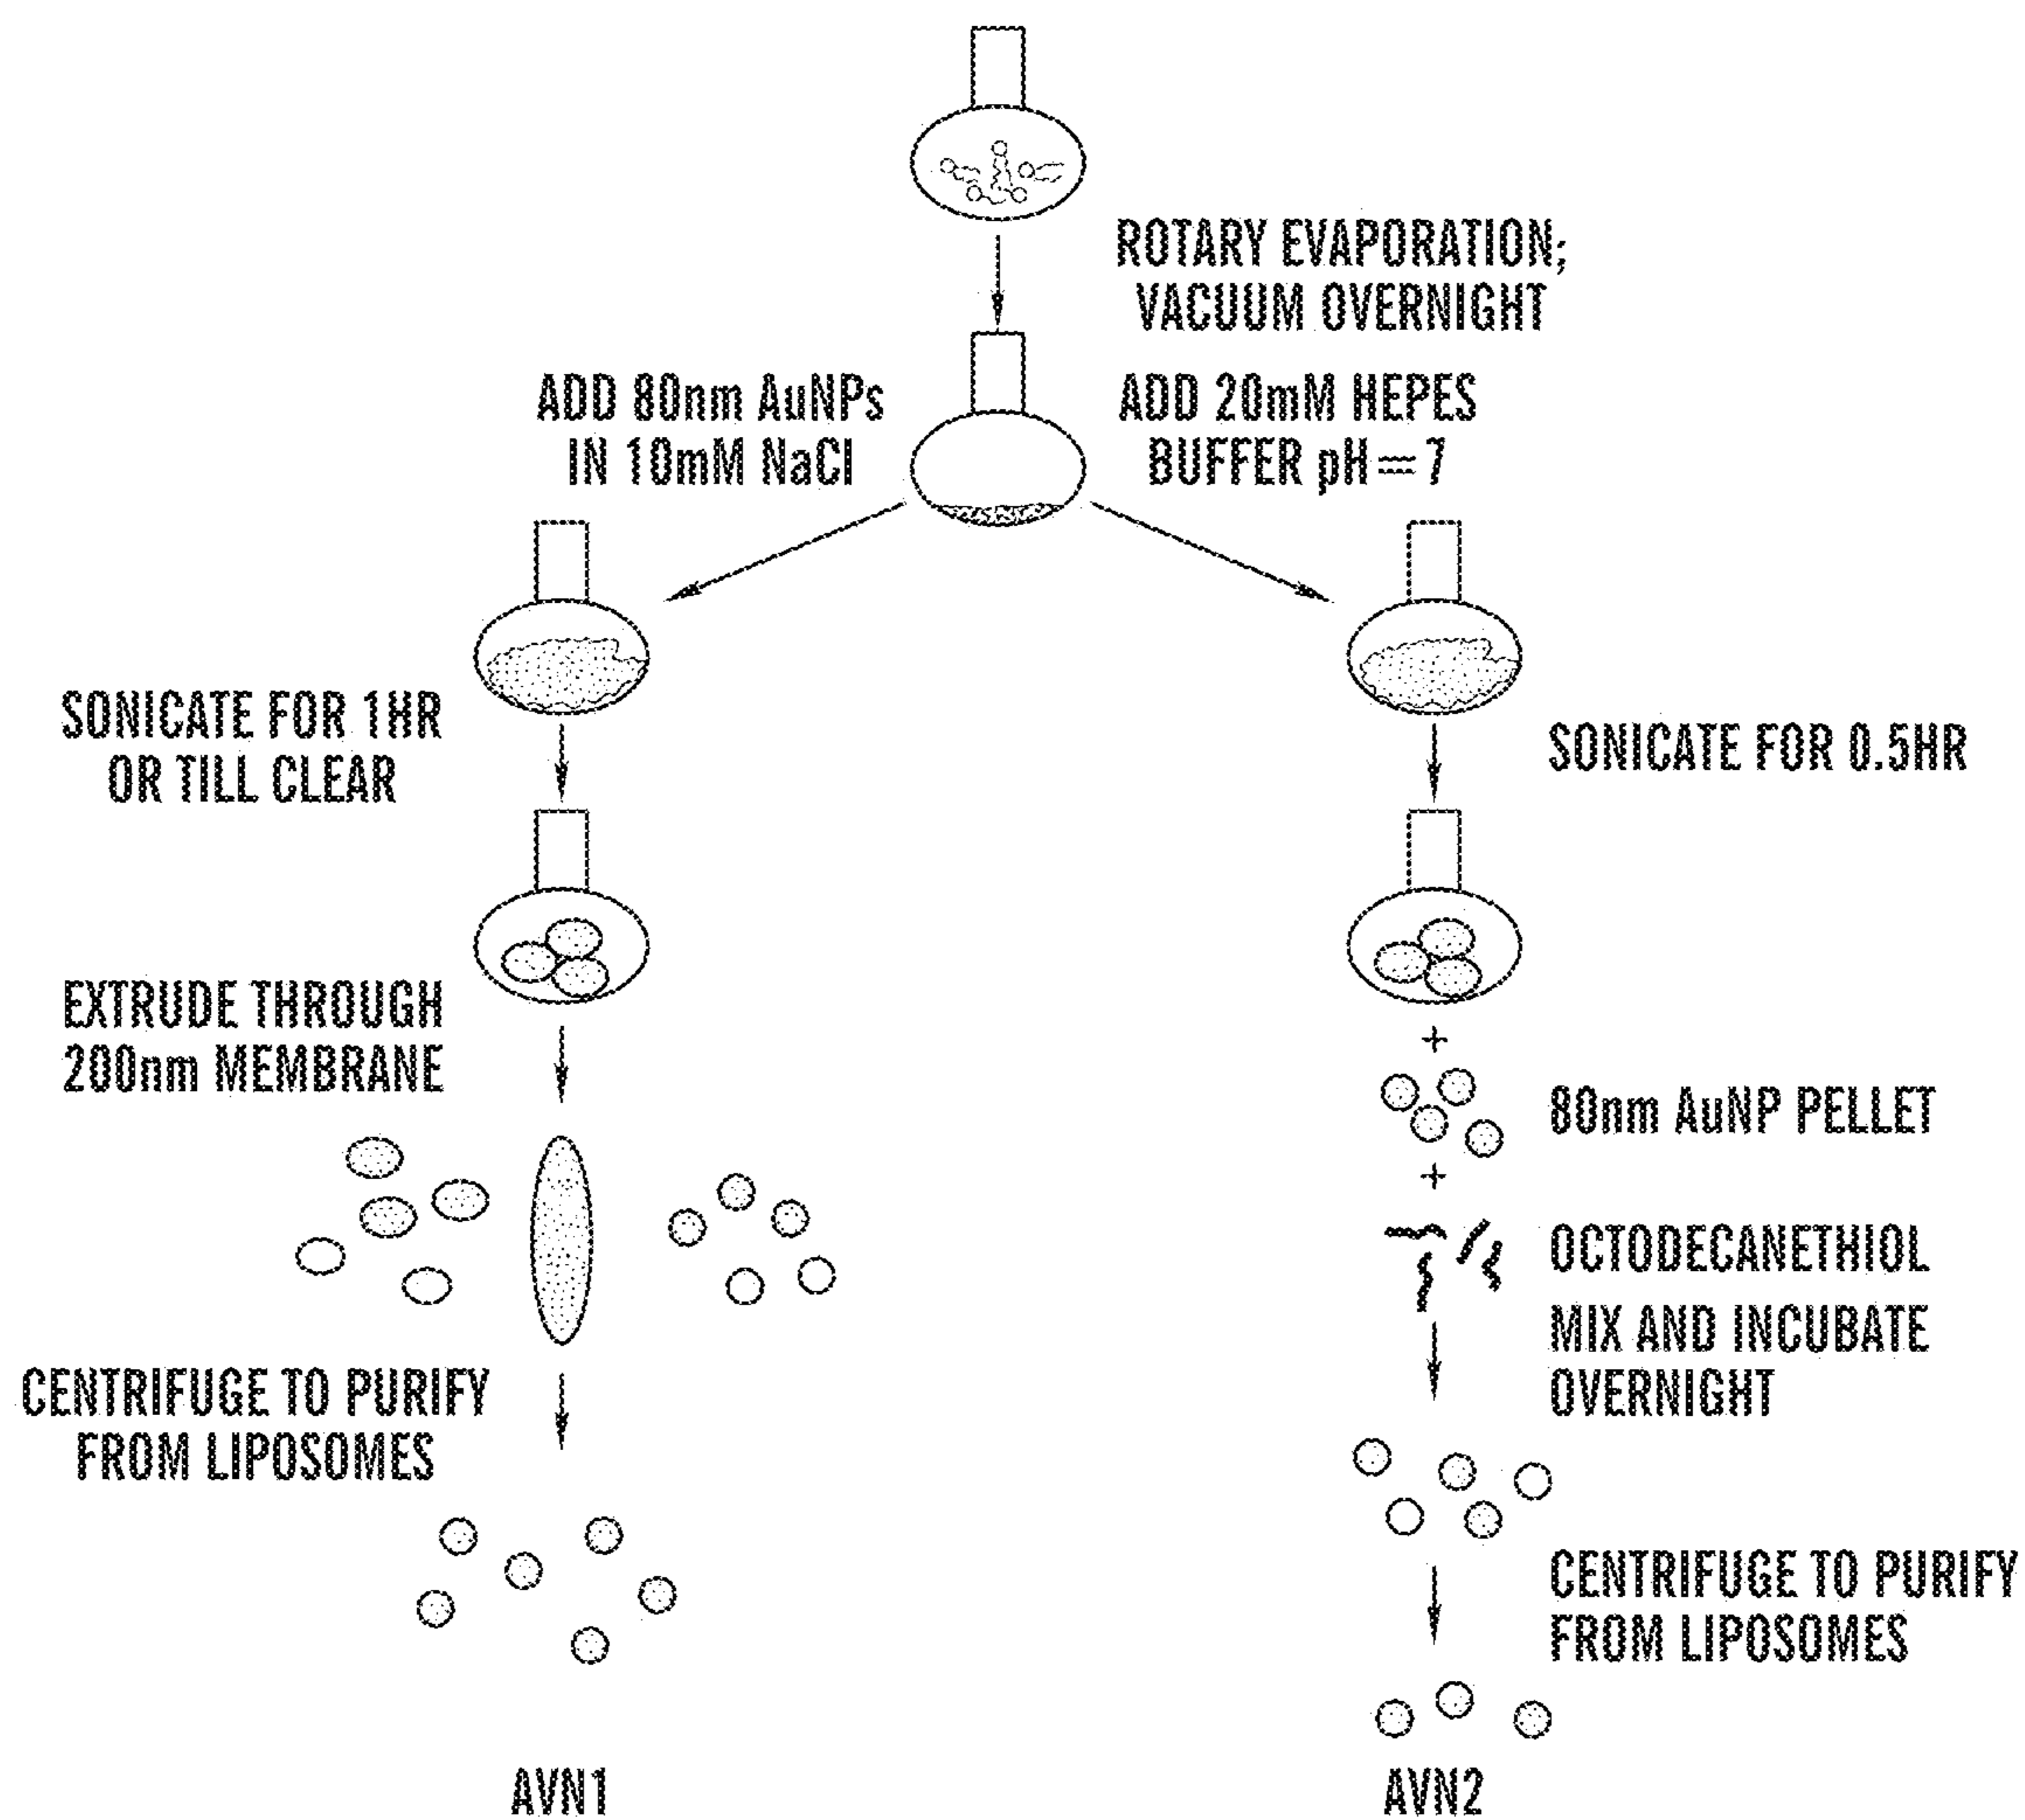 ROTARY EVAPORATION;
VACUUM OVERNIGHT
ADD 80nm AuNPs
IN 10mM NaCl
ADD 20mM HEPES
BUFFER pH=7
SONICATE FOR 1HR
OR TILL CLEAR
SONICATE FOR 0.5HR
EXTRUDE THROUGH
200nm MEMBRANE
+
80nm AuNP PELLET
+
OCTODECANETHIOL
MIX AND INCUBATE
OVERNIGHT
CENTRIFUGE TO PURIFY
FROM LIPOSOMES
CENTRIFUGE TO PURIFY
FROM LIPOSOMES
AVN1
AVN2